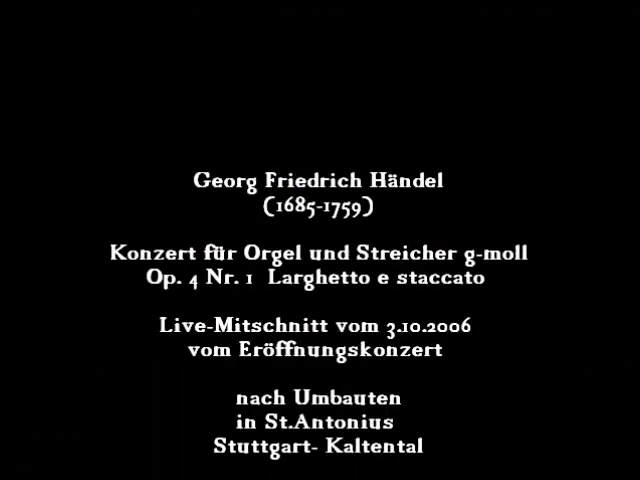 Georg Friedrich Händel
(1685-1759)
Konzert für Orgel und Streicher g-moll
Op. 4 Nr. 1 Larghetto e staccato
Live-Mitschnitt vom 3.10.2006
vom Eröffnungskonzert
nach Umbauten
in St.Antonius
Stuttgart- Kaltental